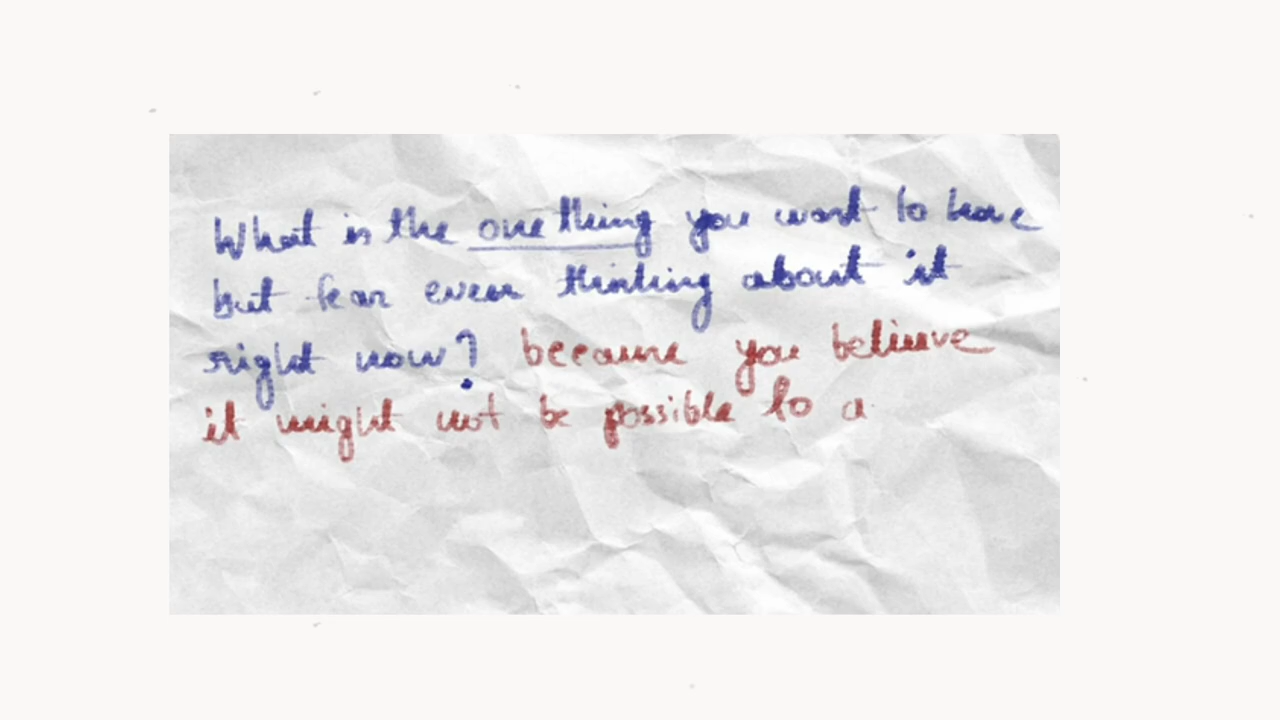 What is the one thing you want to have
but fear even thinking about it
right now? because you believe
it might not be possible to a